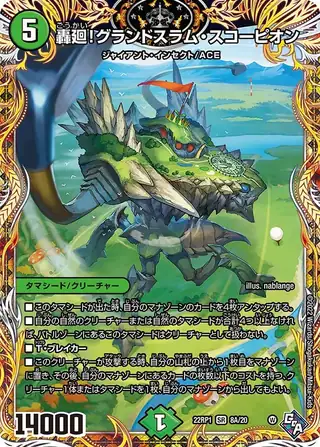 5
ごうかい
轟廻!グランドスラム・スコーピオン
ジャイアント・インセクト/ACE
タマシード/クリーチャー
illus. nablange
■このタマシードが出た時、自分のマナゾーンのカードを4枚アンタップする。
■自分の自然のクリーチャーまたは自然のタマシードが合計4つ以上なければ、バトルゾーンにあるこのタマシードはクリーチャーとして扱わない。
■T・ブレイカー
■このクリーチャーが攻撃する時、自分の山札の上から1枚目をマナゾーンに置き、その後、自分のマナゾーンにあるカードの枚数以下のコストを持つ、クリーチャー1体またはタマシード1枚を、自分のマナゾーンから出してもよい。
14000
1
22RP1 SR 8A/20